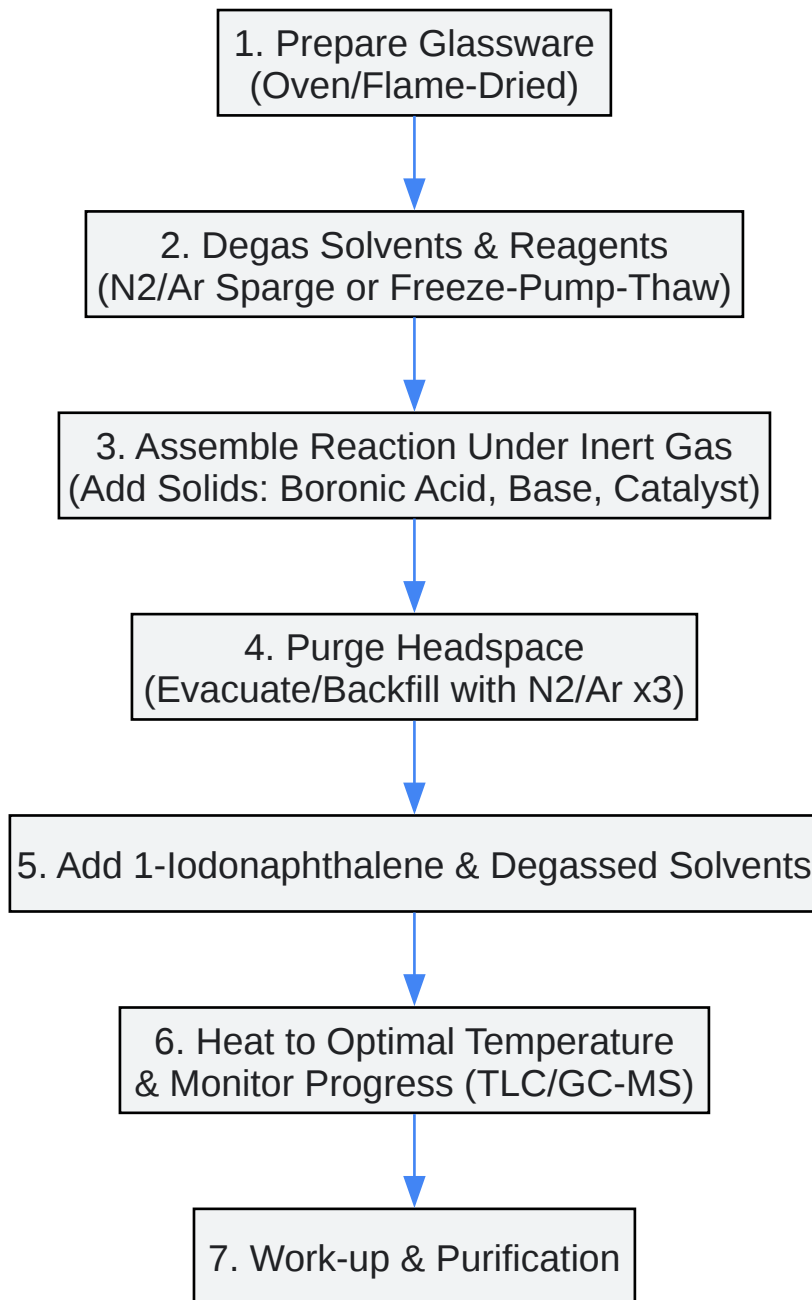 1. Prepare Glassware
(Oven/Flame-Dried)
2. Degas Solvents & Reagents
(N2/Ar Sparge or Freeze-Pump-Thaw)
3. Assemble Reaction Under Inert Gas
(Add Solids: Boronic Acid, Base, Catalyst)
4. Purge Headspace
(Evacuate/Backfill with N2/Ar x3)
5. Add 1-Iodonaphthalene & Degassed Solvents
6. Heat to Optimal Temperature
& Monitor Progress (TLC/GC-MS)
7. Work-up & Purification